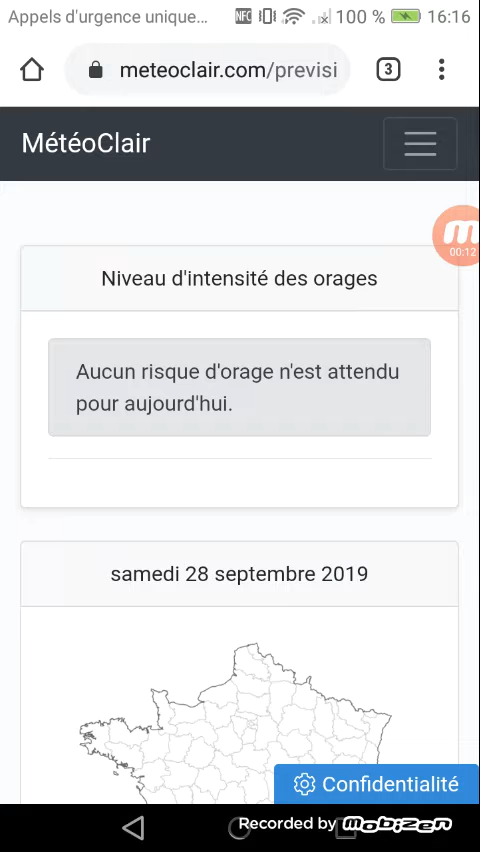 Appels d'urgence unique... NFC 100 % 16:16
meteoclair.com/previsi 3
MétéoClair
00:12
Niveau d'intensité des orages
Aucun risque d'orage n'est attendu
pour aujourd'hui.
samedi 28 septembre 2019
Confidentialité
Recorded by mobizen